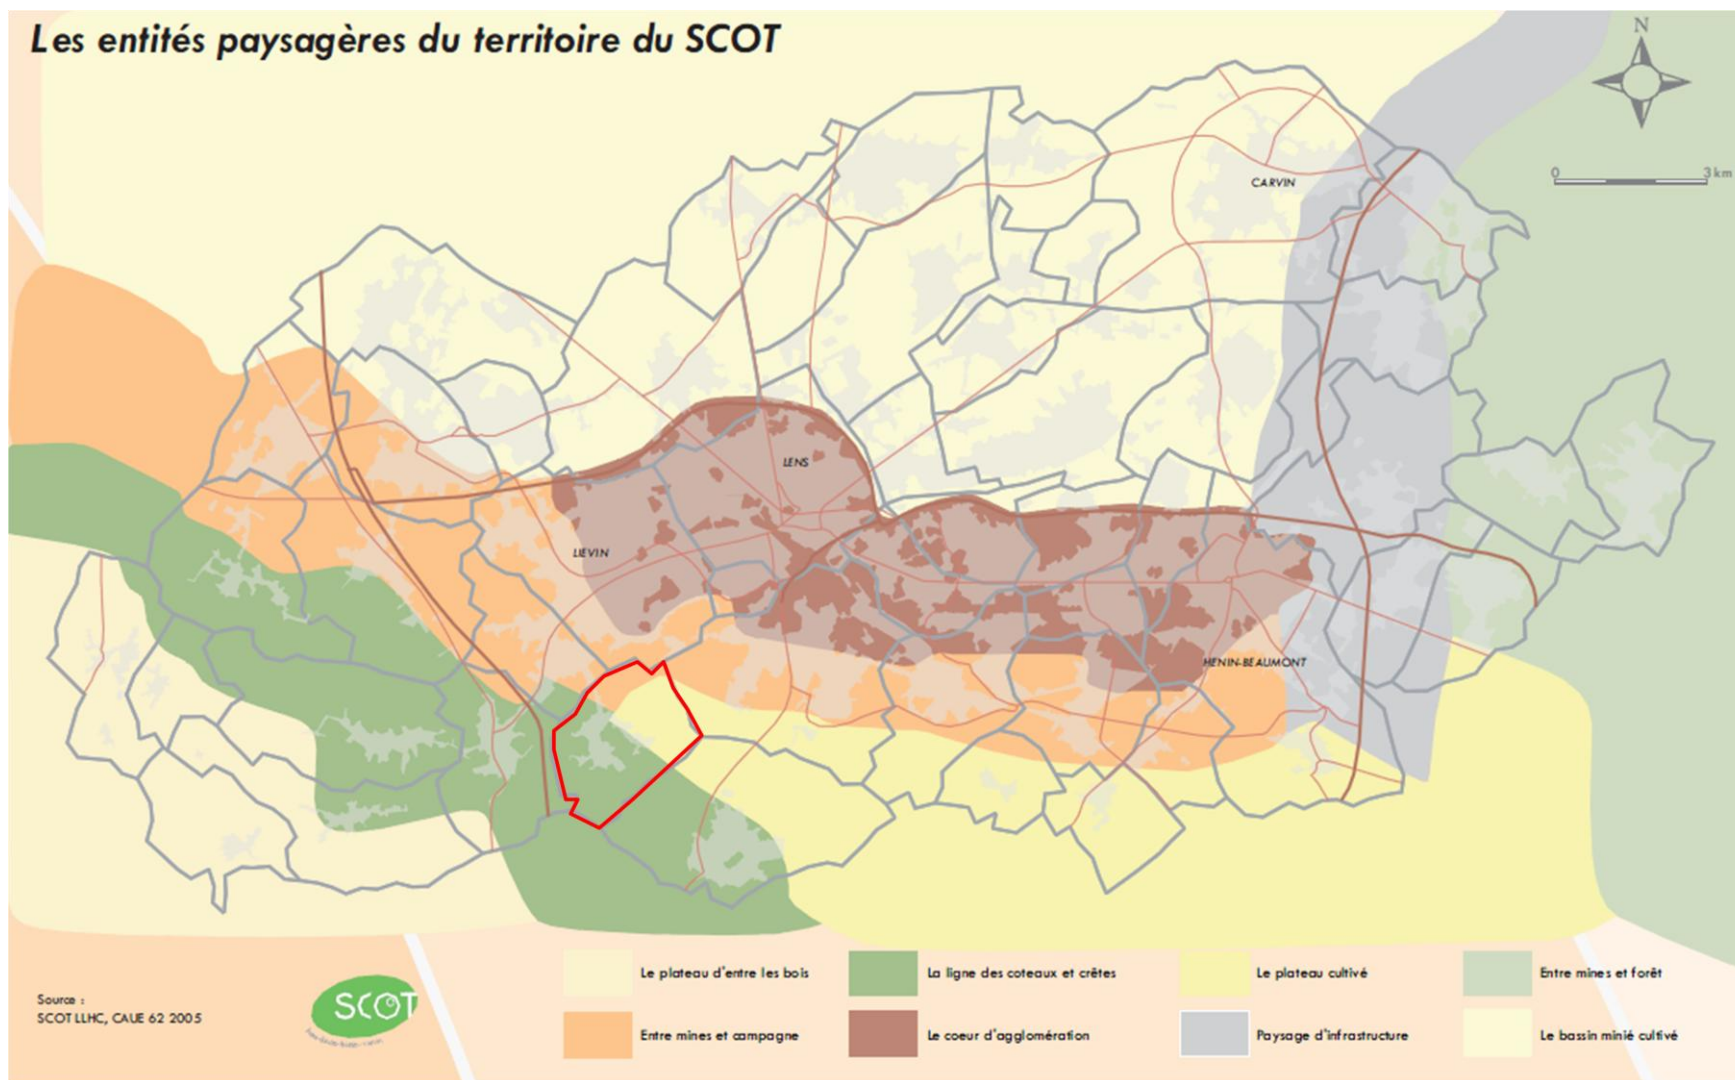 Les entités paysagères du territoire du SCOT
N
0 3 km
CARVIN
LENS
LIEVIN
HENIN-BEAUMONT
Le plateau d'entre les bois
La ligne des coteaux et crêtes
Le plateau cultivé
Entre mines et forêt
Entre mines et campagne
Le coeur d'agglomération
Paysage d'infrastructure
Le bassin minié cultivé
Source :
SCOT LLHC, CAUE 62 2005
SCOT